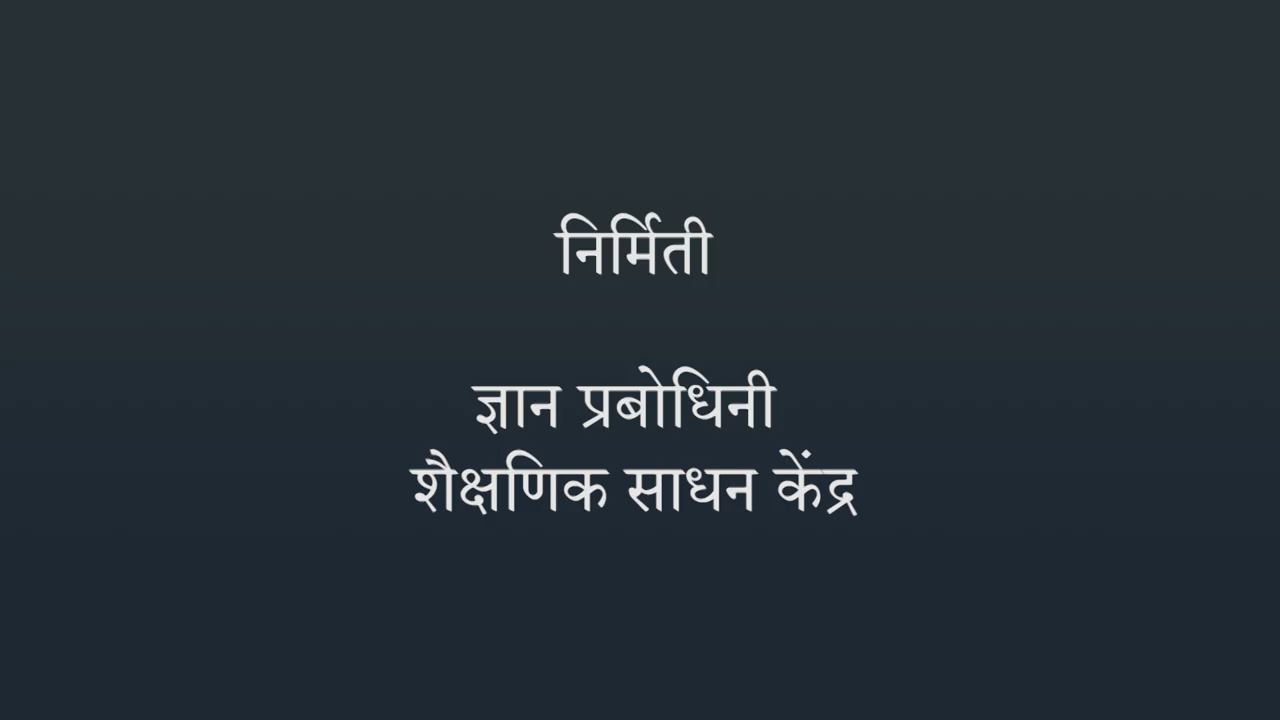 निर्मिती
ज्ञान प्रबोधिनी
शैक्षणिक साधन केंद्र